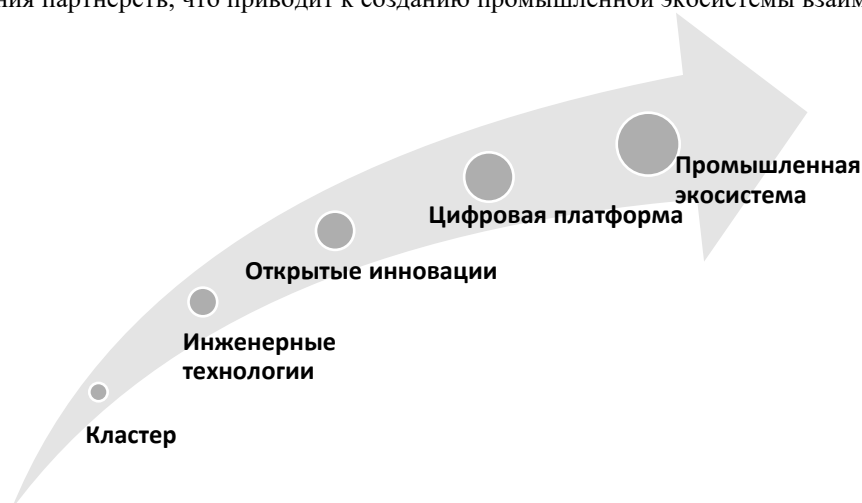 ния партнерств, что приводит к созданию промышленной экосистемы взаим
Промышленная
экосистема
Цифровая платформа
Открытые инновации
Инженерные
технологии
Кластер